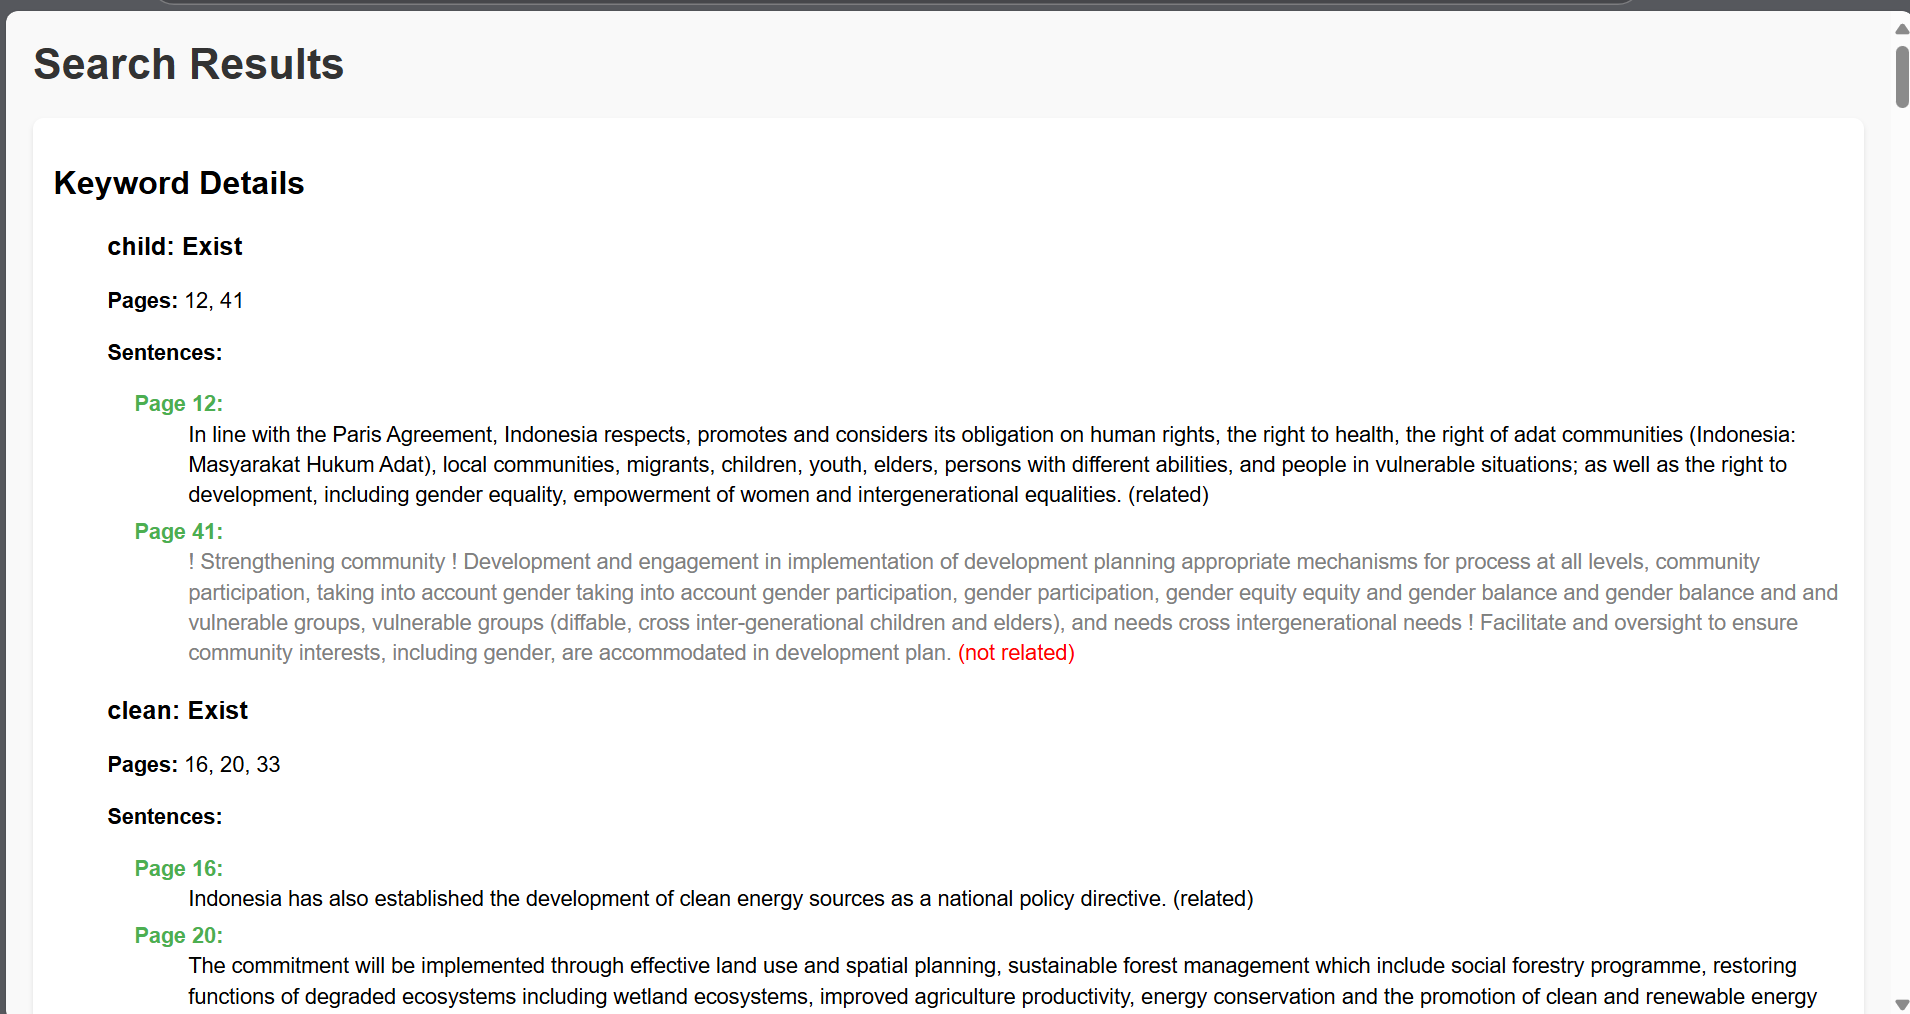 Search Results
Keyword Details
child: Exist
Pages: 12, 41
Sentences:
Page 12:
In line with the Paris Agreement, Indonesia respects, promotes and considers its obligation on human rights, the right to health, the right of adat communities (Indonesia:
Masyarakat Hukum Adat), local communities, migrants, children, youth, elders, persons with different abilities, and people in vulnerable situations; as well as the right to
development, including gender equality, empowerment of women and intergenerational equalities. (related)
Page 41:
! Strengthening community ! Development and engagement in implementation of development planning appropriate mechanisms for process at all levels, community
participation, taking into account gender taking into account gender participation, gender participation, gender equity equity and gender balance and gender balance and and
vulnerable groups, vulnerable groups (diffable, cross inter-generational children and elders), and needs cross intergenerational needs ! Facilitate and oversight to ensure
community interests, including gender, are accommodated in development plan. (not related)
clean: Exist
Pages: 16, 20, 33
Sentences:
Page 16:
Indonesia has also established the development of clean energy sources as a national policy directive. (related)
Page 20:
The commitment will be implemented through effective land use and spatial planning, sustainable forest management which include social forestry programme, restoring
functions of degraded ecosystems including wetland ecosystems, improved agriculture productivity, energy conservation and the promotion of clean and renewable energy